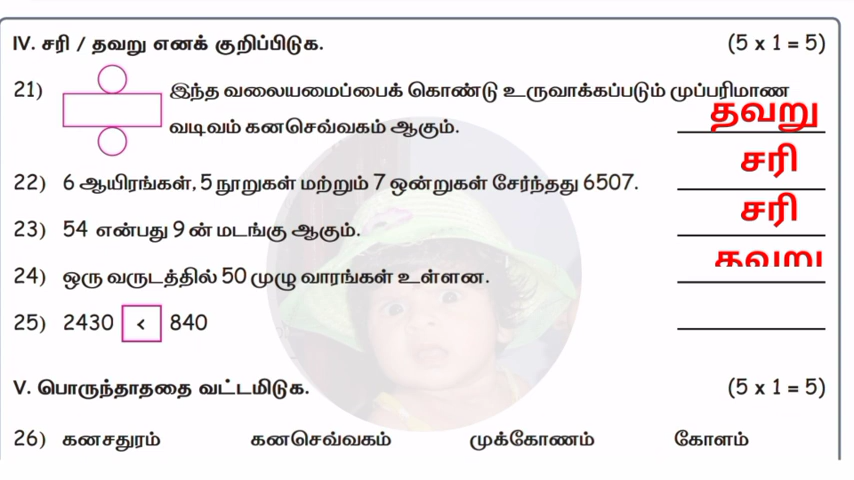 IV. சரி / தவறு எனக் குறிப்பிடுக. (5 x 1 = 5)
21) இந்த வலையமைப்பைக் கொண்டு உருவாக்கப்படும் முப்பரிமாண
வடிவம் கனசெவ்வகம் ஆகும். தவறு
22) 6 ஆயிரங்கள், 5 நூறுகள் மற்றும் 7 ஒன்றுகள் சேர்ந்தது 6507. சரி
23) 54 என்பது 9 ன் மடங்கு ஆகும். சரி
24) ஒரு வருடத்தில் 50 முழு வாரங்கள் உள்ளன. தவறு
25) 2430 < 840
V. பொருந்தாததை வட்டமிடுக. (5 x 1 = 5)
26) கனசதுரம் கனசெவ்வகம் முக்கோணம் கோளம்